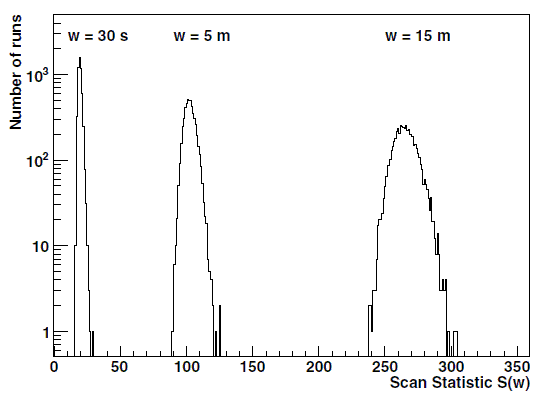 Number of runs
w = 30 s
w = 5 m
w = 15 m
10³
10²
10
1
0 50 100 150 200 250 300 350
Scan Statistic S(w)